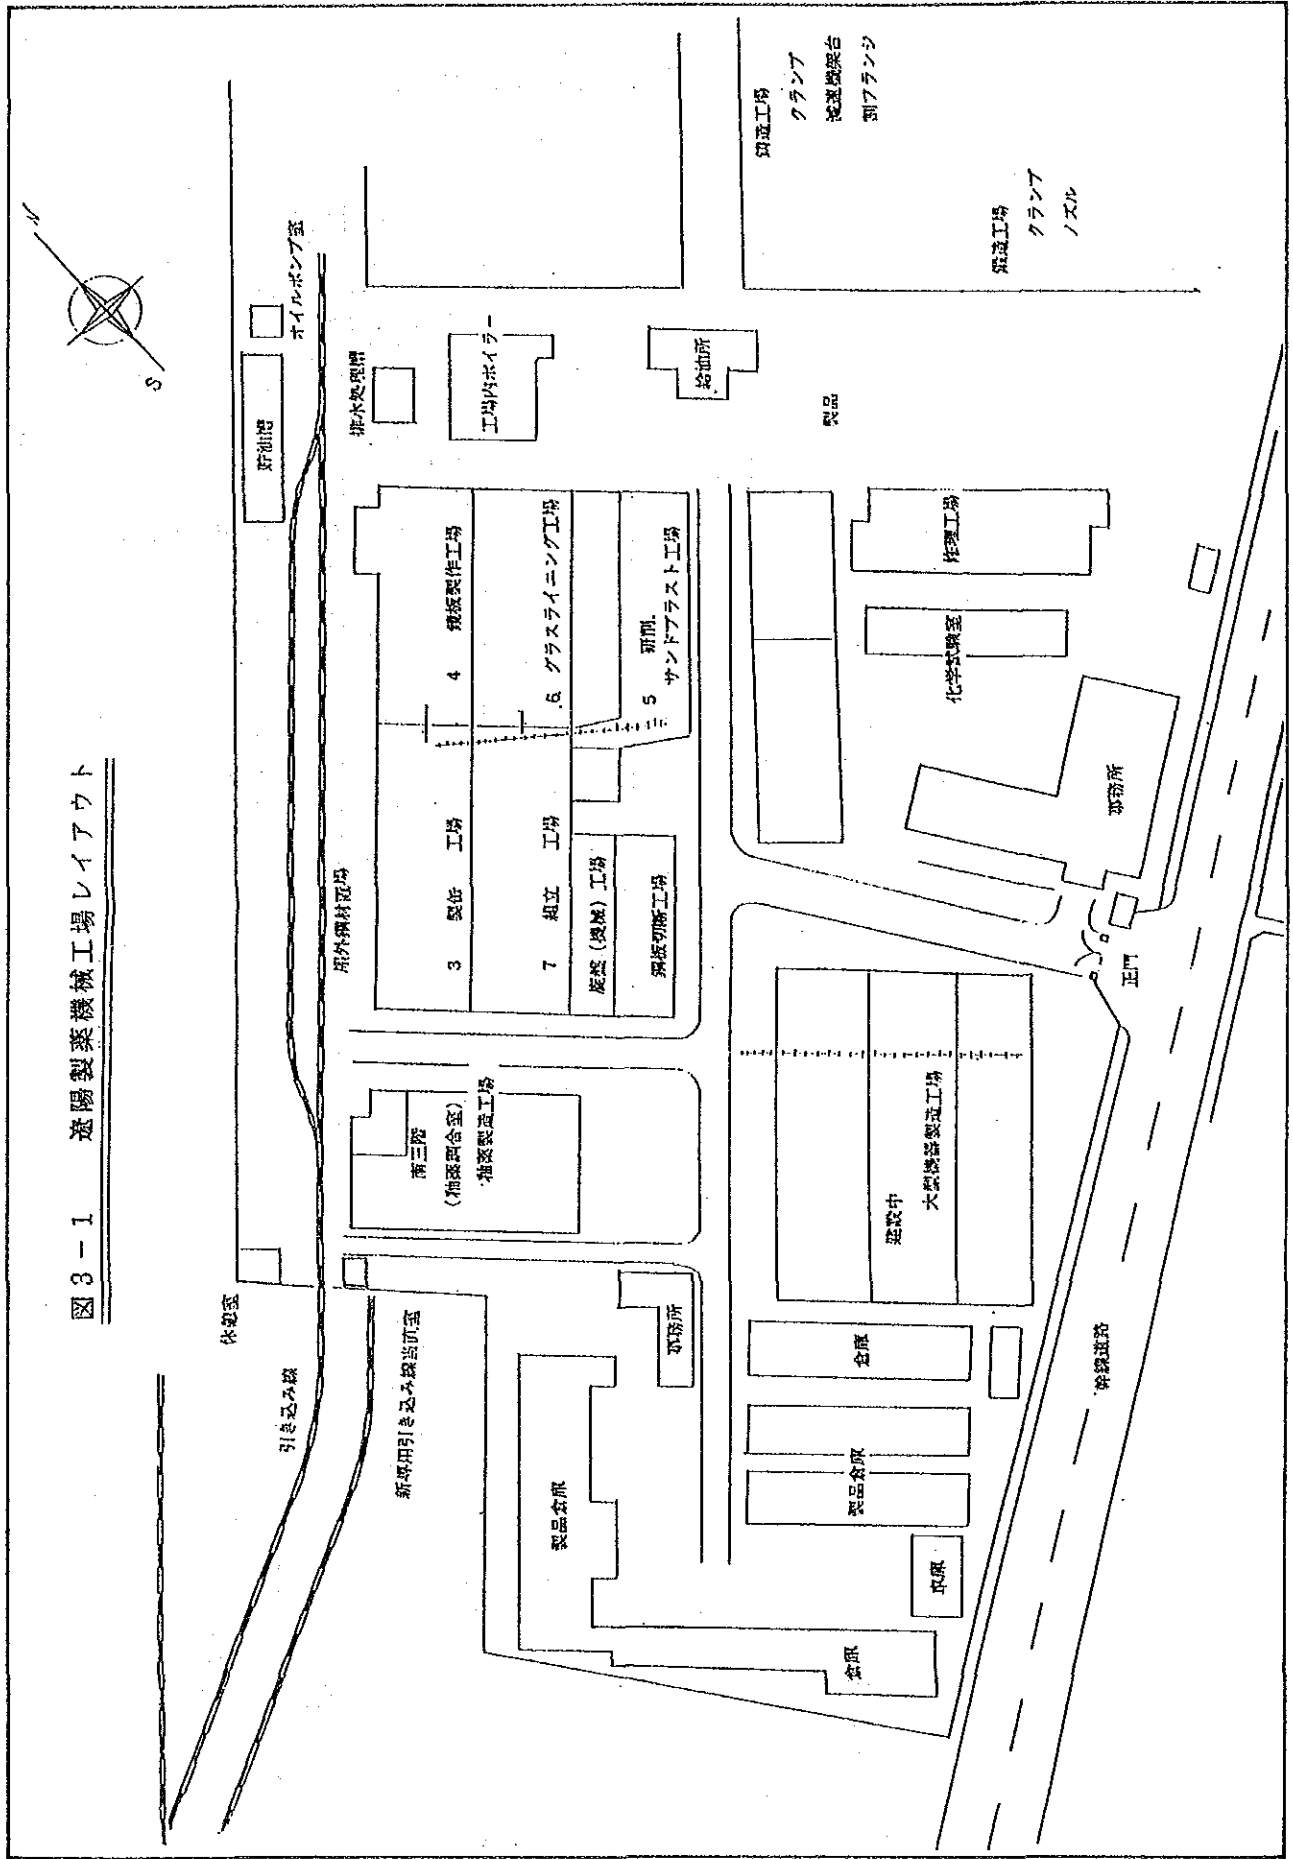 図3-1 遼陽製薬機械工場レイアウト
N
S
休憩室
引き込み線
新専用引き込み線当直室
貯油槽
オイルポンプ室
屋外鋼材置場
排水処理槽
工場内ボイラー
給油所
南三階
(釉薬調合室)
釉薬製造工場
3 製缶 工場
4 鏡板製作工場
7 組立 工場
6 グラスライニング工場
旋盤(機械)工場
鋼板切断工場
5 研削
サンドブラスト工場
製品倉庫
事務所
倉庫
製品倉庫
車庫
倉庫
建設中
大型機器製造工場
製品
修理工場
化学試験室
事務所
正門
幹線道路
鋳造工場
クランプ
減速機架台
割フランジ
鍛造工場
クランプ
ノズル